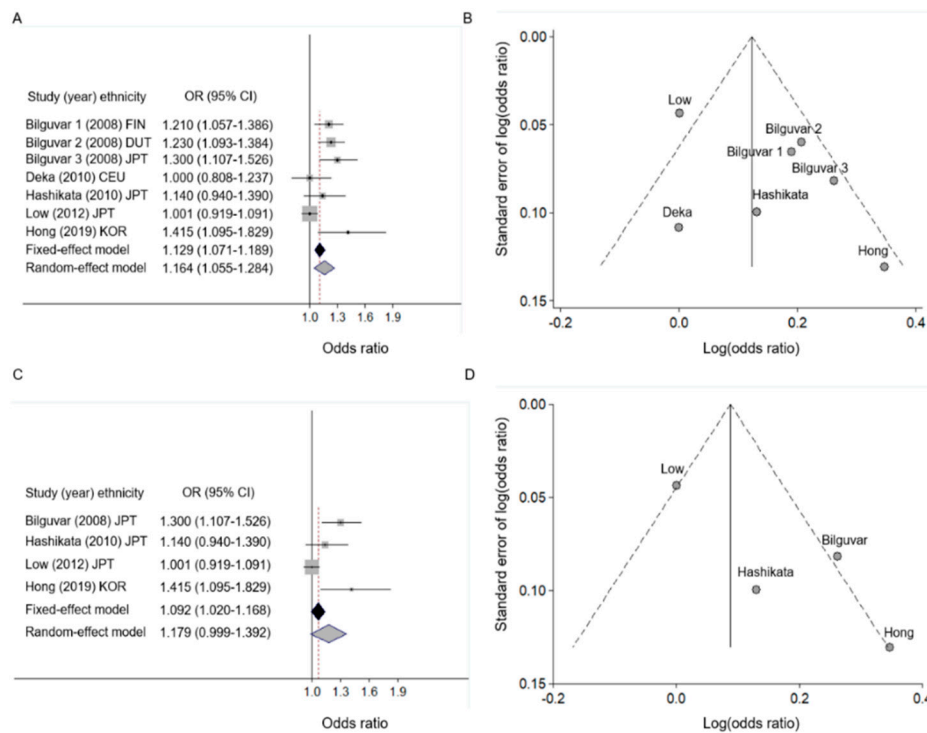 A
Study (year) ethnicity OR (95% CI)
Bilguvar 1 (2008) FIN 1.210 (1.057-1.386)
Bilguvar 2 (2008) DUT 1.230 (1.093-1.384)
Bilguvar 3 (2008) JPT 1.300 (1.107-1.526)
Deka (2010) CEU 1.000 (0.808-1.237)
Hashikata (2010) JPT 1.140 (0.940-1.390)
Low (2012) JPT 1.001 (0.919-1.091)
Hong (2019) KOR 1.415 (1.095-1.829)
Fixed-effect model 1.129 (1.071-1.189)
Random-effect model 1.164 (1.055-1.284)
1.0 1.3 1.9
Odds ratio
B
Standard error of log(odds ratio)
0.00
0.05
0.10
0.15
Low
Bilguvar 2
Bilguvar 1
Bilguvar 3
Hashikata
Deka
Hong
-0.2 0.0 0.2 0.4
Log(odds ratio)
C
Study (year) ethnicity OR (95% CI)
Bilguvar (2008) JPT 1.300 (1.107-1.526)
Hashikata (2010) JPT 1.140 (0.940-1.390)
Low (2012) JPT 1.001 (0.919-1.091)
Hong (2019) KOR 1.415 (1.095-1.829)
Fixed-effect model 1.092 (1.020-1.168)
Random-effect model 1.179 (0.999-1.392)
1.0 1.3 1.9
Odds ratio
D
Standard error of log(odds ratio)
0.00
0.05
0.10
0.15
Low
Bilguvar
Hashikata
Hong
-0.2 0.0 0.2 0.4
Log(odds ratio)